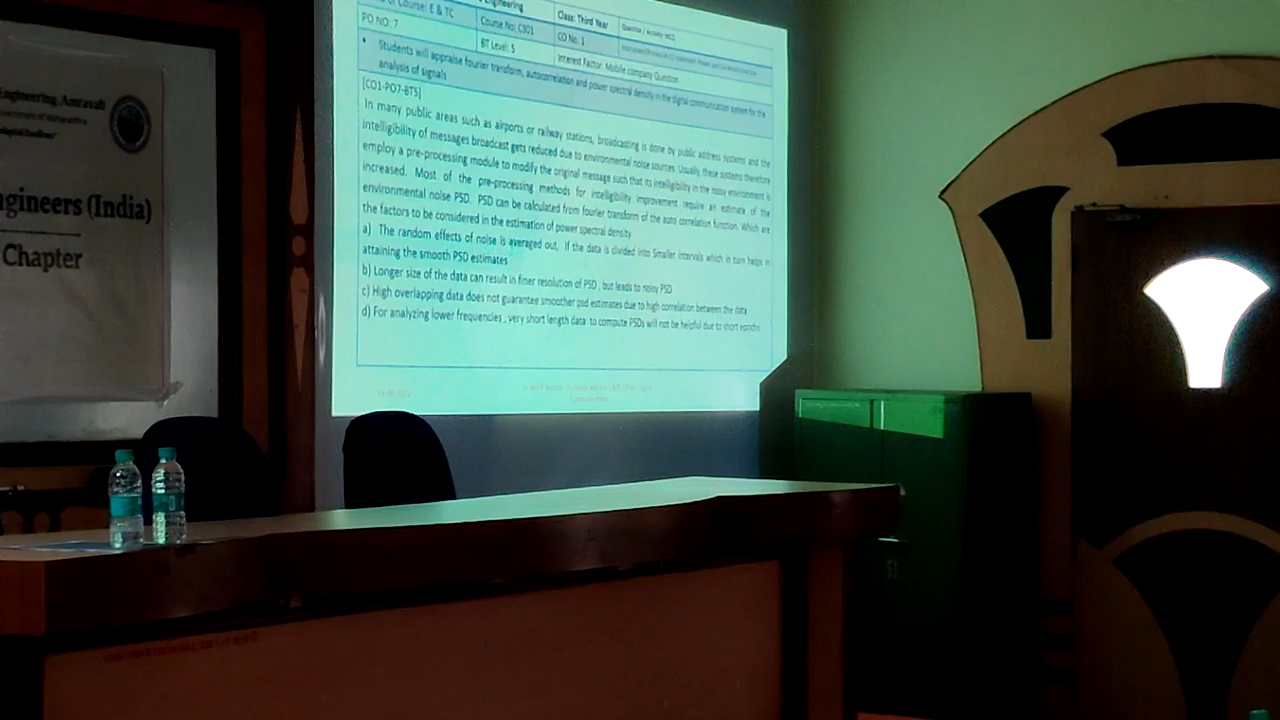 Engineering, Amravati
Government of Maharashtra
Engineers (India)
Chapter
Engineering
Course: E & TC
Course No: C301
Class: Third Year
Question / Activity: MCQ
PO NO: 7
BT Level: 5
CO No. 1
Interest Factor: Mobile company Question
Students will appraise fourier transform, autocorrelation and power spectral density in the digital communication system for the
analysis of signals
[CO1-PO7-BT5]
In many public areas such as airports or railway stations, broadcasting is done by public address systems and the
intelligibility of messages broadcast gets reduced due to environmental noise sources. Usually, these systems therefore
employ a pre-processing module to modify the original message such that its intelligibility in the noisy environment is
increased. Most of the pre-processing methods for intelligibility improvement require an estimate of the
environmental noise PSD. PSD can be calculated from fourier transform of the auto correlation function. Which are
the factors to be considered in the estimation of power spectral density
a) The random effects of noise is averaged out, If the data is divided into Smaller intervals which in turn helps in
attaining the smooth PSD estimates
b) Longer size of the data can result in finer resolution of PSD, but leads to noisy PSD
c) High overlapping data does not guarantee smoother psd estimates due to high correlation between the data
d) For analyzing lower frequencies, very short length data to compute PSDs will not be helpful due to short epochs